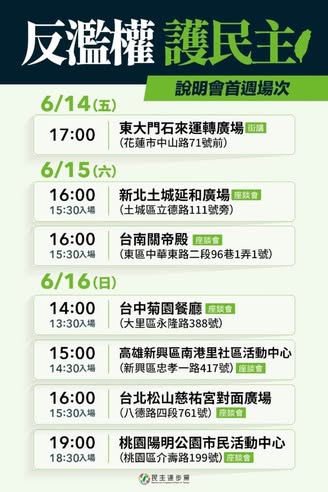 反濫權 護民主
說明會首週場次
6/14(五)
17:00 東大門石來運轉廣場 街講
(花蓮市中山路71號前)
6/15(六)
16:00 新北土城延和廣場 座談會
15:30入場 (土城區立德路111號旁)
16:00 台南關帝殿 座談會
15:30入場 (東區中華東路二段96巷1弄1號)
6/16(日)
14:00 台中菊園餐廳 座談會
13:30入場 (大里區永隆路388號)
15:00 高雄新興區南港里社區活動中心
14:30入場 (新興區忠孝一路417號) 座談會
16:00 台北松山慈祐宮對面廣場
15:30入場 (八德路四段761號) 座談會
19:00 桃園陽明公園市民活動中心
18:30入場 (桃園區介壽路199號) 座談會
民主進步黨